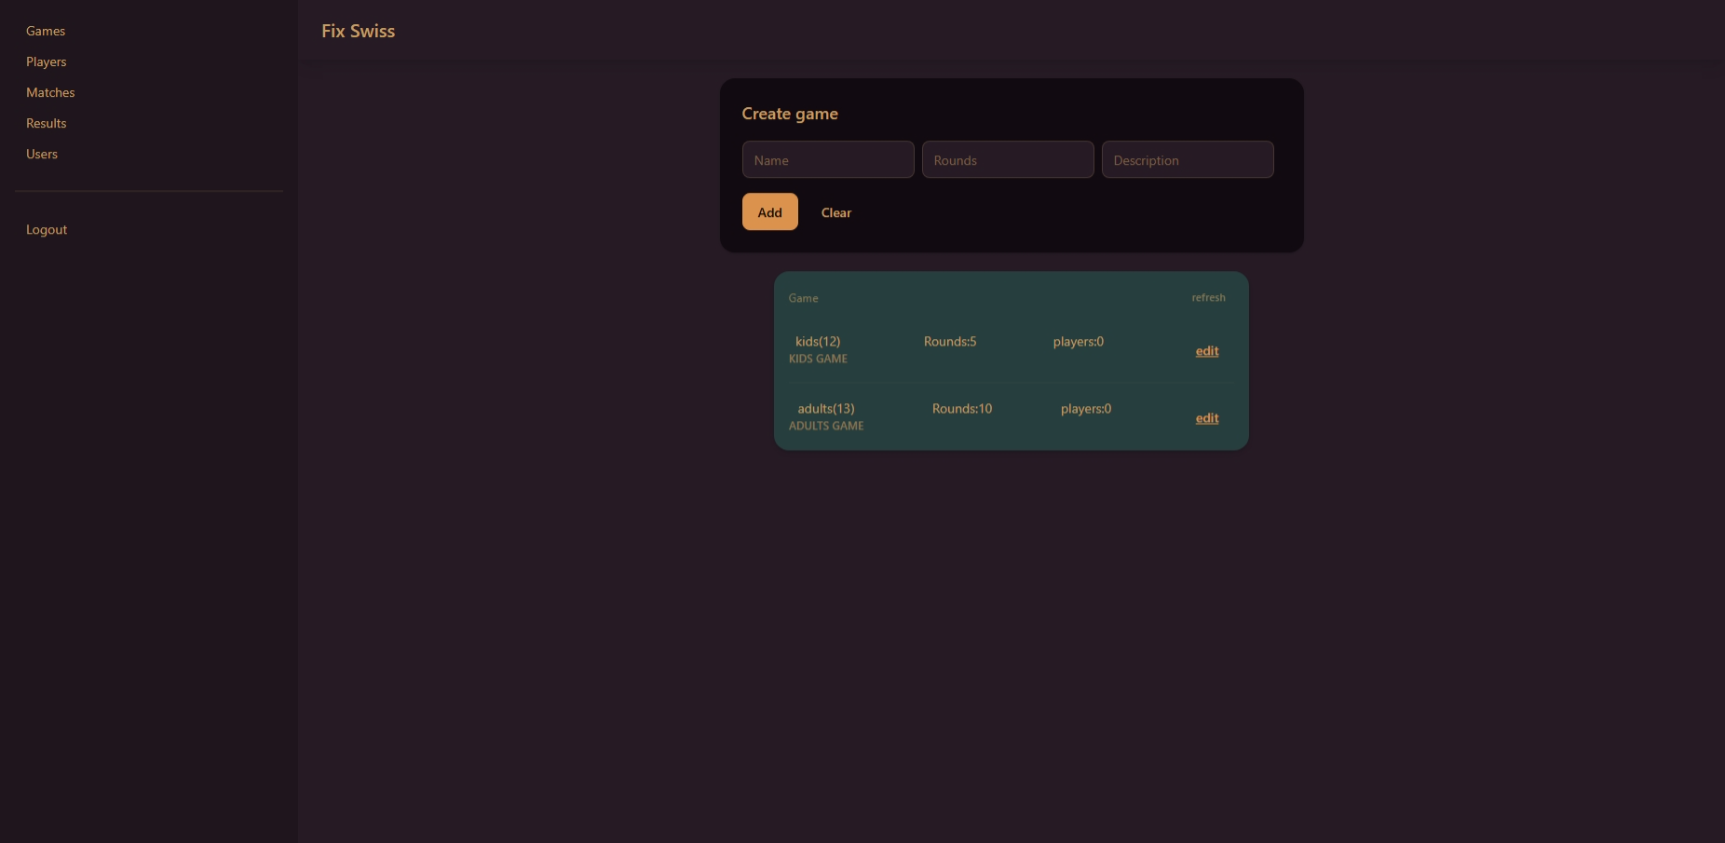 Games
Players
Matches
Results
Users
Logout
Fix Swiss
Create game
Name Rounds Description
Add Clear
Game refresh
kids(12) Rounds:5 players:0
KIDS GAME
edit
adults(13) Rounds:10 players:0
ADULTS GAME
edit